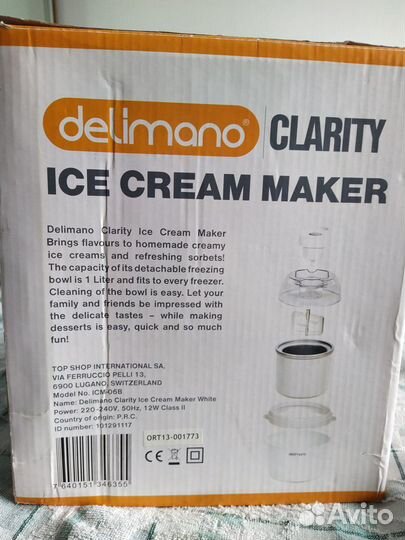 delimano® CLARITY
ICE CREAM MAKER
Delimano Clarity Ice Cream Maker
Brings flavours to homemade creamy
ice creams and refreshing sorbets!
The capacity of its detachable freezing
bowl is 1 Liter and fits to every freezer.
Cleaning of the bowl is easy. Let your
family and friends be impressed with
the delicate tastes – while making
desserts is easy, quick and so much
fun!
TOP SHOP INTERNATIONAL SA,
VIA FERRUCCIO PELLI 13,
6900 LUGANO, SWITZERLAND
Model No. ICM-06B
Name: Delimano Clarity Ice Cream Maker White
Power: 220-240V. 50Hz, 12W Class II
Country of origin: P.R.C.
ID number: 101291117
ORT13-001773
CE
7 640151 346355
Avito